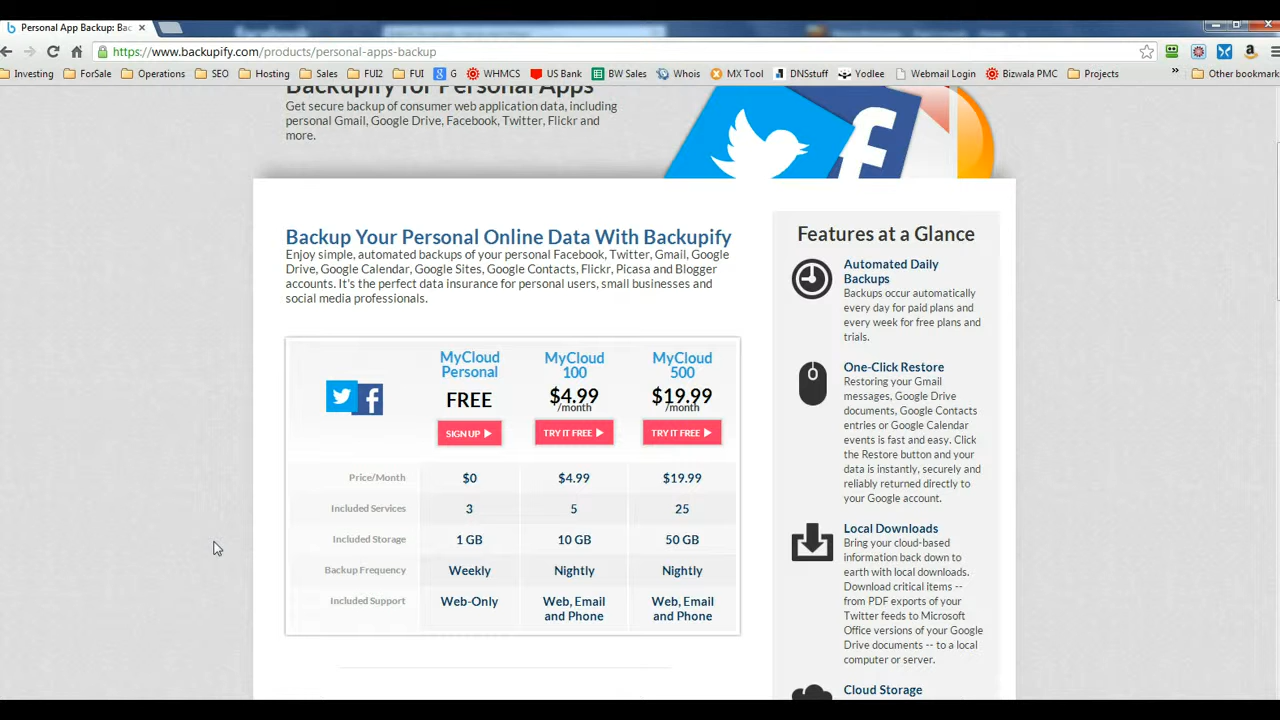 Personal App Backup: Bac
https://www.backupify.com/products/personal-apps-backup
Investing ForSale Operations SEO Hosting Sales FUI2 FUI G WHMCS US Bank BW Sales Whois MX Tool DNSstuff Yodlee Webmail Login Bizwala PMC Projects » Other bookmark
Backupify for Personal Apps
Get secure backup of consumer web application data, including
personal Gmail, Google Drive, Facebook, Twitter, Flickr and
more.
Backup Your Personal Online Data With Backupify
Enjoy simple, automated backups of your personal Facebook, Twitter, Gmail, Google
Drive, Google Calendar, Google Sites, Google Contacts, Flickr, Picasa and Blogger
accounts. It's the perfect data insurance for personal users, small businesses and
social media professionals.
MyCloud Personal MyCloud 100 MyCloud 500
FREE $4.99 /month $19.99 /month
SIGN UP TRY IT FREE TRY IT FREE
Price/Month $0 $4.99 $19.99
Included Services 3 5 25
Included Storage 1 GB 10 GB 50 GB
Backup Frequency Weekly Nightly Nightly
Included Support Web-Only Web, Email and Phone Web, Email and Phone
Features at a Glance
Automated Daily
Backups
Backups occur automatically
every day for paid plans and
every week for free plans and
trials.
One-Click Restore
Restoring your Gmail
messages, Google Drive
documents, Google Contacts
entries or Google Calendar
events is fast and easy. Click
the Restore button and your
data is instantly, securely and
reliably returned directly to
your Google account.
Local Downloads
Bring your cloud-based
information back down to
earth with local downloads.
Download critical items --
from PDF exports of your
Twitter feeds to Microsoft
Office versions of your Google
Drive documents -- to a local
computer or server.
Cloud Storage